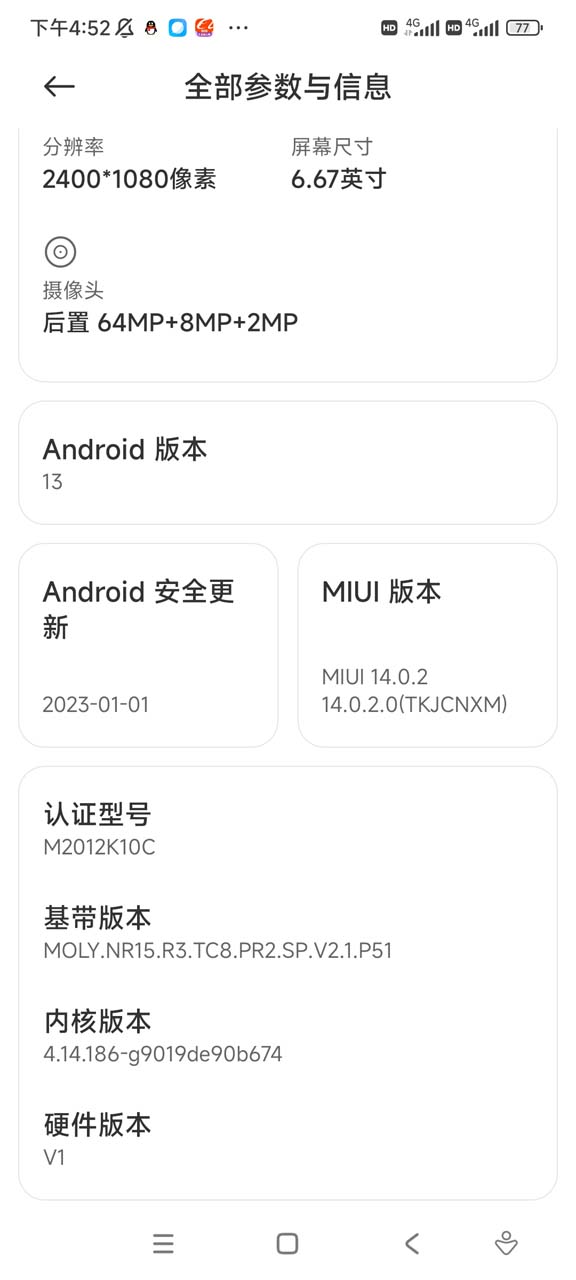 下午4:52 HD 4G HD 4G 77
全部参数与信息
分辨率 屏幕尺寸
2400*1080像素 6.67英寸
摄像头
后置 64MP+8MP+2MP
Android 版本
13
Android 安全更
新
2023-01-01
MIUI 版本
MIUI 14.0.2
14.0.2.0(TKJCNXM)
认证型号
M2012K10C
基带版本
MOLY.NR15.R3.TC8.PR2.SP.V2.1.P51
内核版本
4.14.186-g9019de90b674
硬件版本
V1